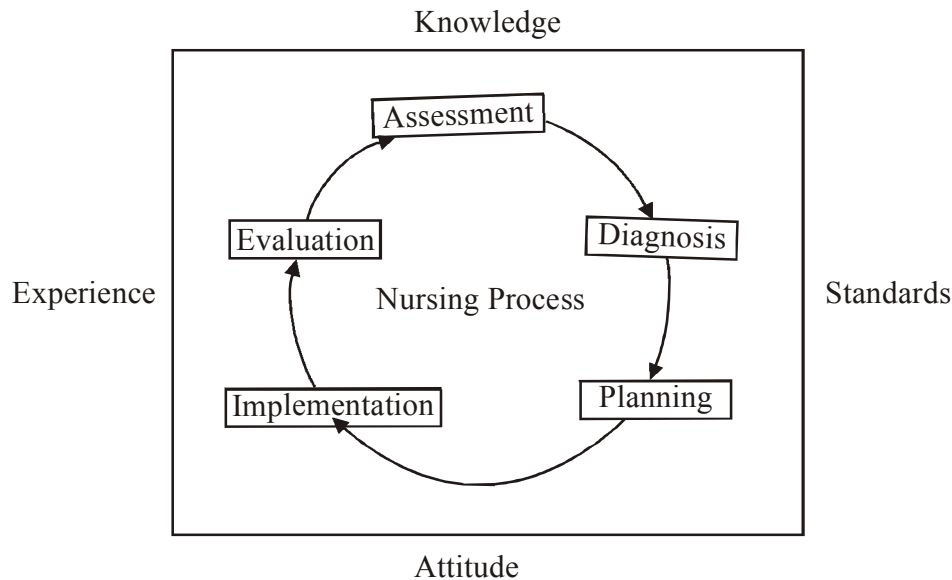 Knowledge
Assessment
Evaluation
Diagnosis
Experience
Nursing Process
Standards
Implementation
Planning
Attitude